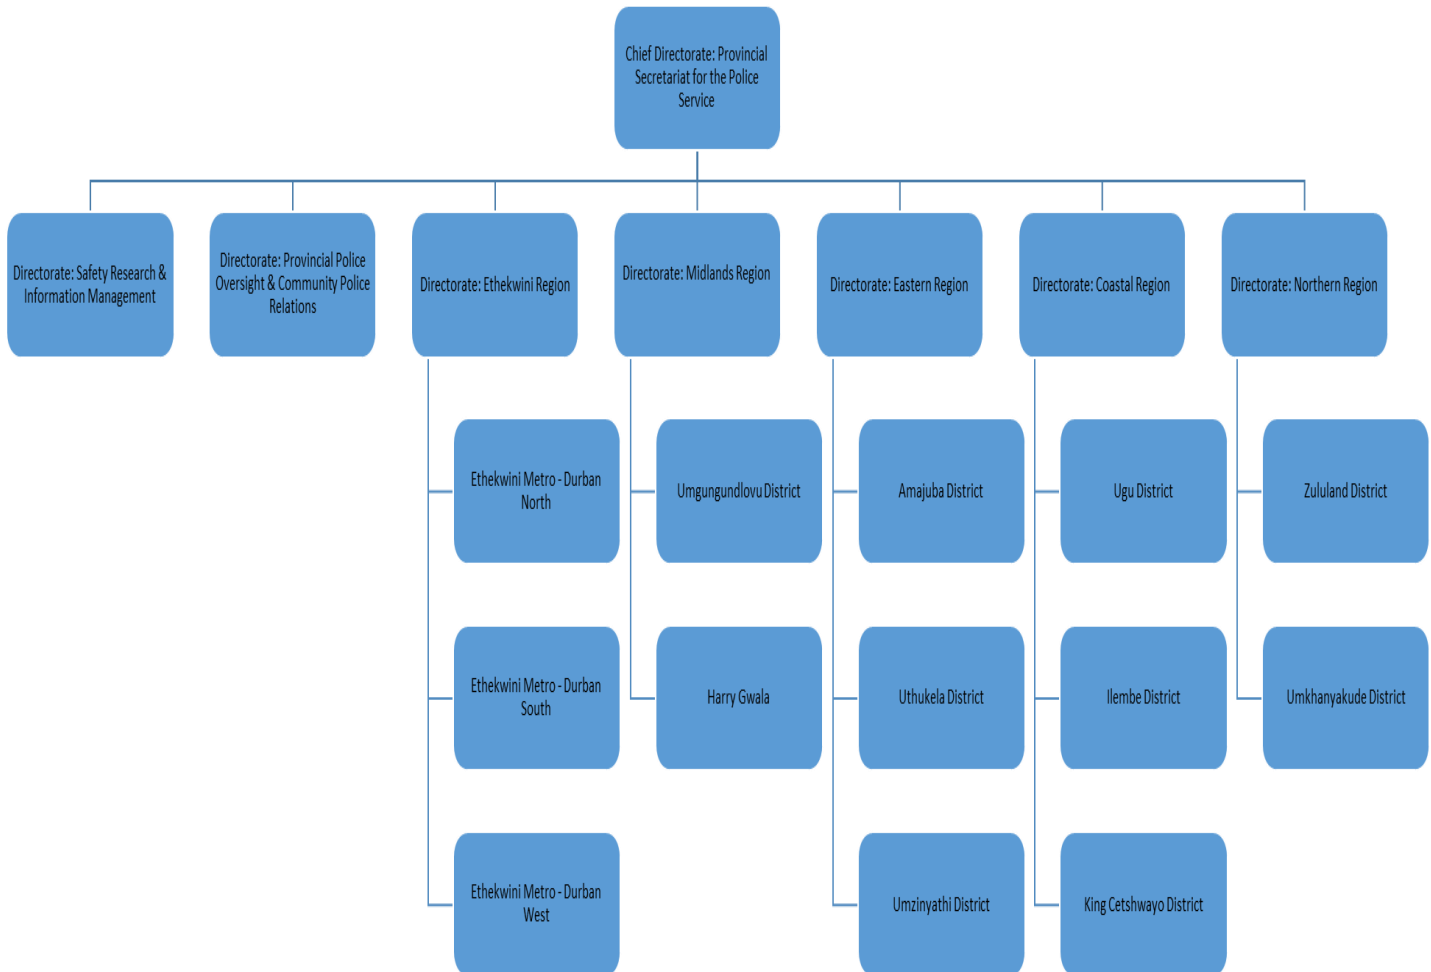 Chief Directorate: Provincial
Secretariat for the Police
Service
Directorate: Safety Research &
Information Management
Directorate: Provincial Police
Oversight & Community Police
Relations
Directorate: Ethekwini Region
Directorate: Midlands Region
Directorate: Eastern Region
Directorate: Coastal Region
Directorate: Northern Region
Ethekwini Metro - Durban
North
Umgungundlovu District
Amajuba District
Ugu District
Zululand District
Ethekwini Metro - Durban
South
Harry Gwala
Uthukela District
Ilembe District
Umkhanyakude District
Ethekwini Metro - Durban
West
Umzinyathi District
King Cetshwayo District